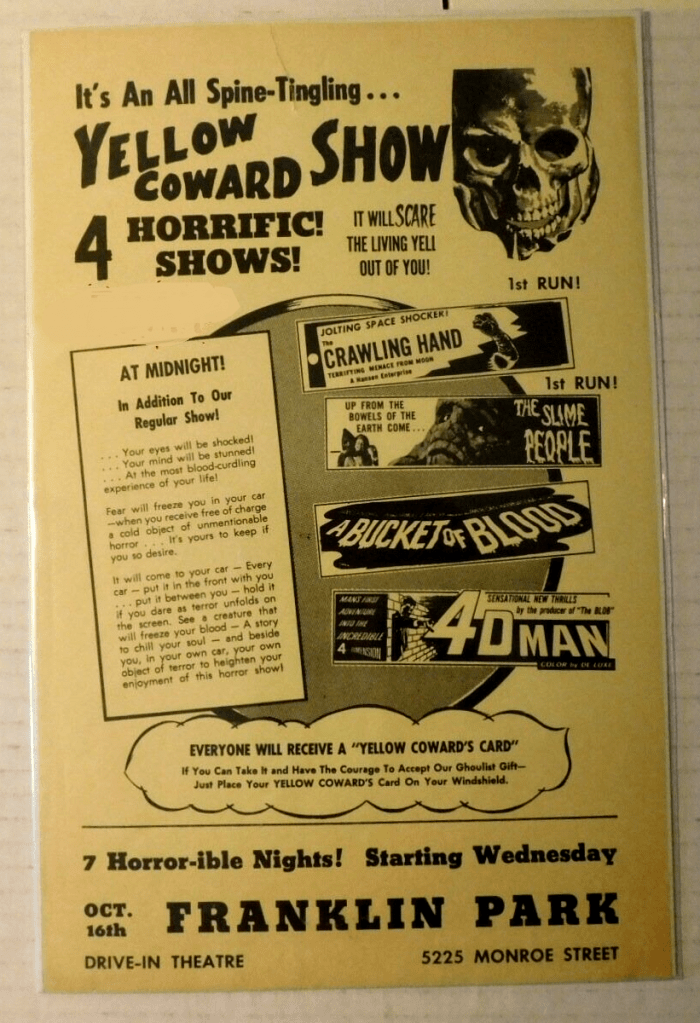 It's An All Spine-Tingling...
YELLOW
COWARD SHOW
4 HORRIFIC!
SHOWS!
IT WILL SCARE
THE LIVING YELL
OUT OF YOU!
1st RUN!
JOLTING SPACE SHOCKER!
The
CRAWLING HAND
TERRIFYING MENACE FROM MOON
A Hansen Enterprise
1st RUN!
UP FROM THE
BOWELS OF THE
EARTH COME...
THE SLIME
PEOPLE
A BUCKET OF BLOOD
MAN'S FIRST
ADVENTURE
INTO THE
INCREDIBLE
4 DIMENSION
SENSATIONAL NEW THRILLS
by the producer of "The BLOB"
4D MAN
COLOR by DE LUXE
AT MIDNIGHT!
In Addition To Our
Regular Show!
. . . Your eyes will be shocked!
. . . Your mind will be stunned!
. . . At the most blood-curdling
experience of your life!
Fear will freeze you in your car
—when you receive free of charge
a cold object of unmentionable
horror . . . It's yours to keep if
you so desire.
It will come to your car — Every
car — put it in the front with you
. . . put it between you — hold it
if you dare as terror unfolds on
the screen. See a creature that
will freeze your blood — A story
to chill your soul — and beside
you, in your own car, your own
object of terror to heighten your
enjoyment of this horror show!
EVERYONE WILL RECEIVE A "YELLOW COWARD'S CARD"
If You Can Take It and Have The Courage To Accept Our Ghoulist Gift—
Just Place Your YELLOW COWARD'S Card On Your Windshield.
7 Horror-ible Nights! Starting Wednesday
OCT.
16th
FRANKLIN PARK
DRIVE-IN THEATRE
5225 MONROE STREET